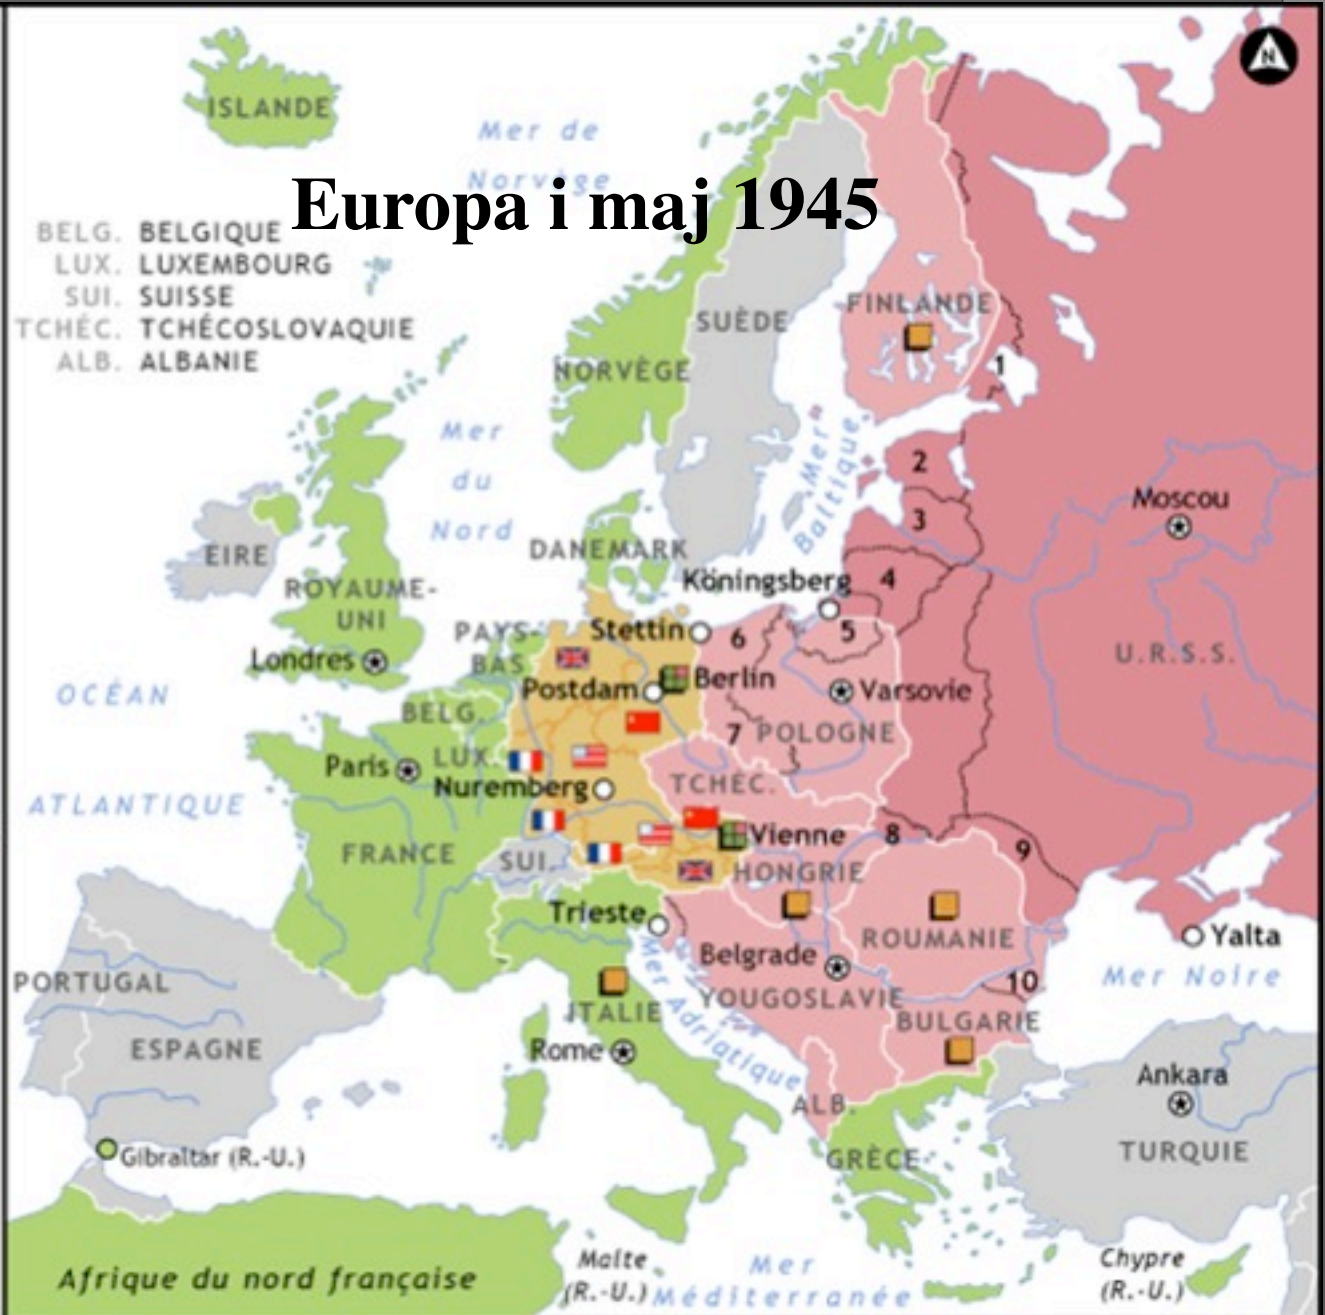 N
ISLANDE
Mer de
Norvège
Europa i maj 1945
BELG. BELGIQUE
LUX. LUXEMBOURG
SUI. SUISSE
TCHÉC. TCHÉCOSLOVAQUIE
ALB. ALBANIE
FINLANDE
SUÈDE
NORVÈGE
1
Mer
du
Nord
Mer
Baltique
2
3
Moscou
EIRE
DANEMARK
ROYAUME-
UNI
Köningsberg
4
PAYS-
BAS
Stettin
6
5
U.R.S.S.
Londres
Postdam
Berlin
Varsovie
OCÉAN
ATLANTIQUE
BELG.
7
POLOGNE
Paris
LUX.
Nuremberg
TCHÉC.
FRANCE
SUI.
Vienne
8
9
HONGRIE
Trieste
Belgrade
ROUMANIE
Yalta
Mer Noire
PORTUGAL
ESPAGNE
ITALIE
Mer Adriatique
YOUGOSLAVIE
10
BULGARIE
Rome
Ankara
ALB.
Gibraltar (R.-U.)
GRÈCE
TURQUIE
Afrique du nord française
Malte
(R.-U.)
Mer
Méditerranée
Chypre
(R.-U.)